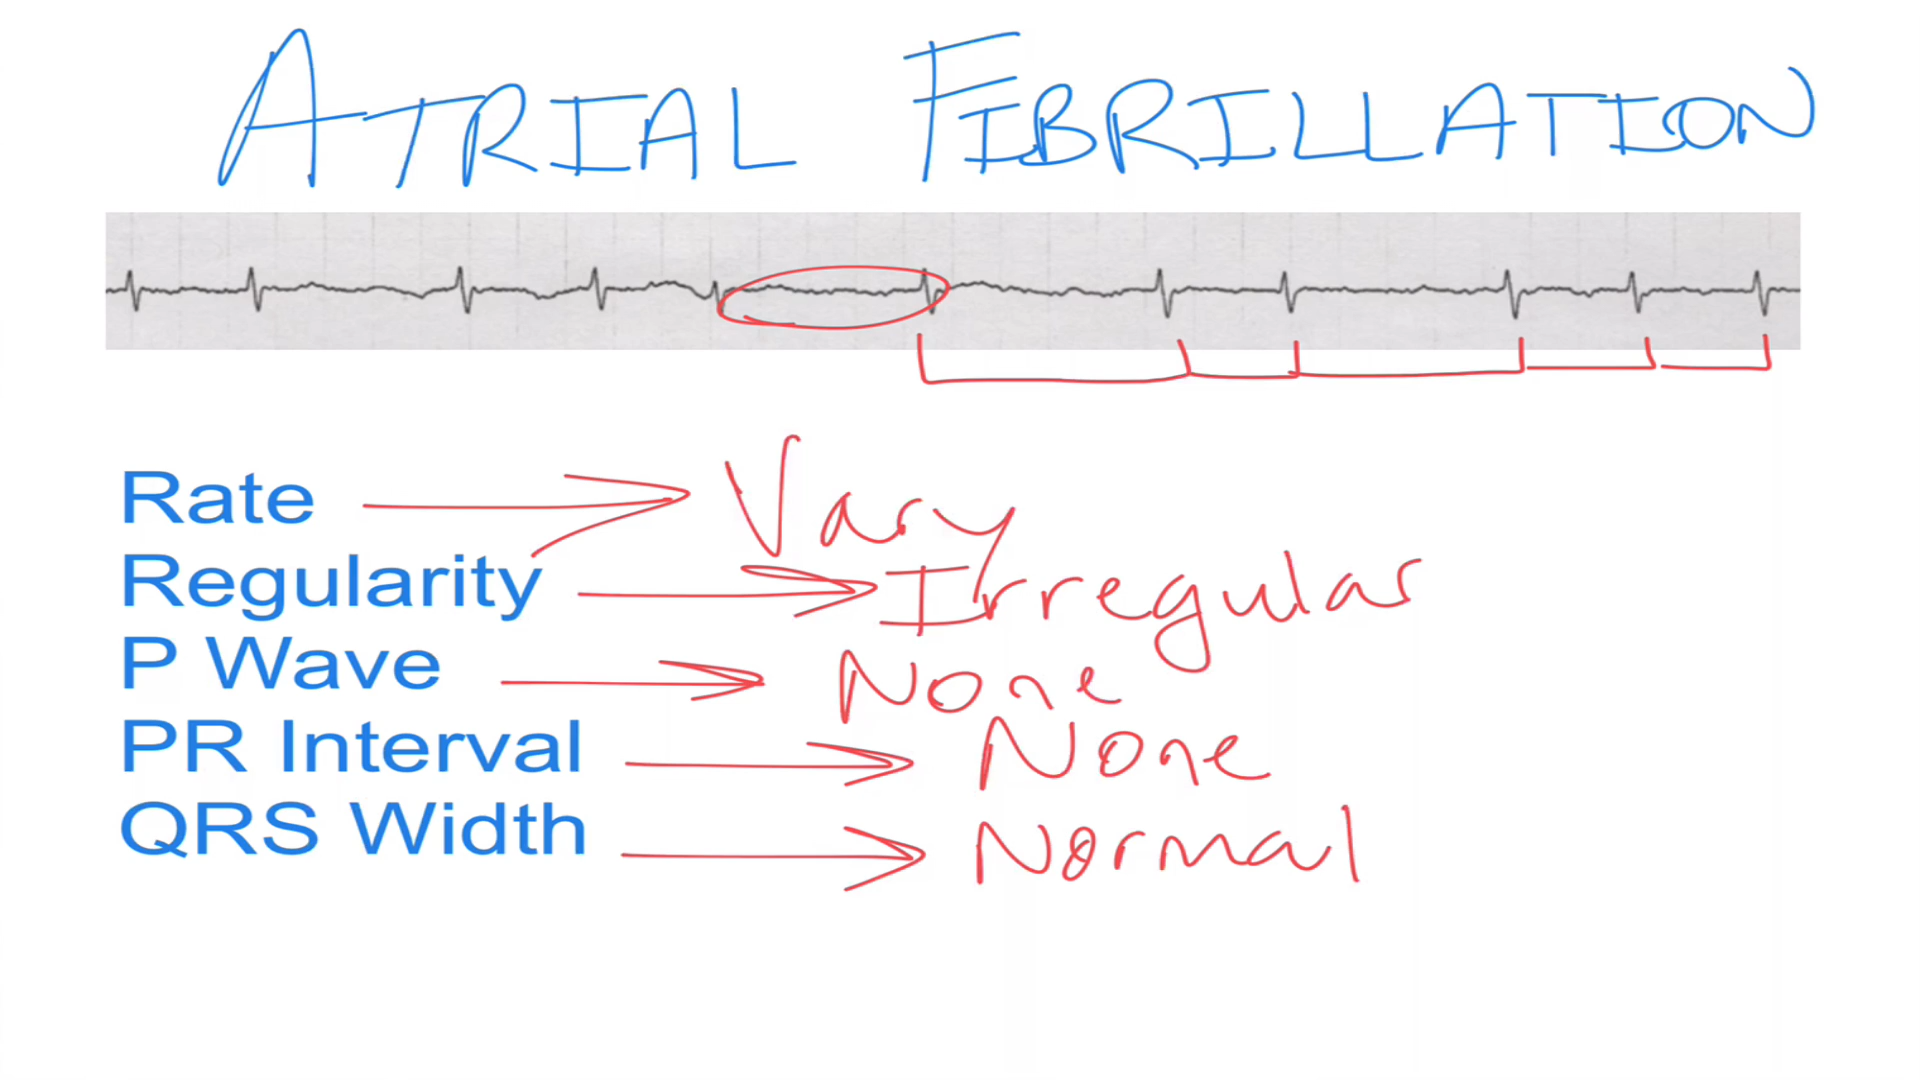 ATRIAL FIBRILLATION
Rate Vary
Regularity Irregular
P Wave None
PR Interval None
QRS Width Normal